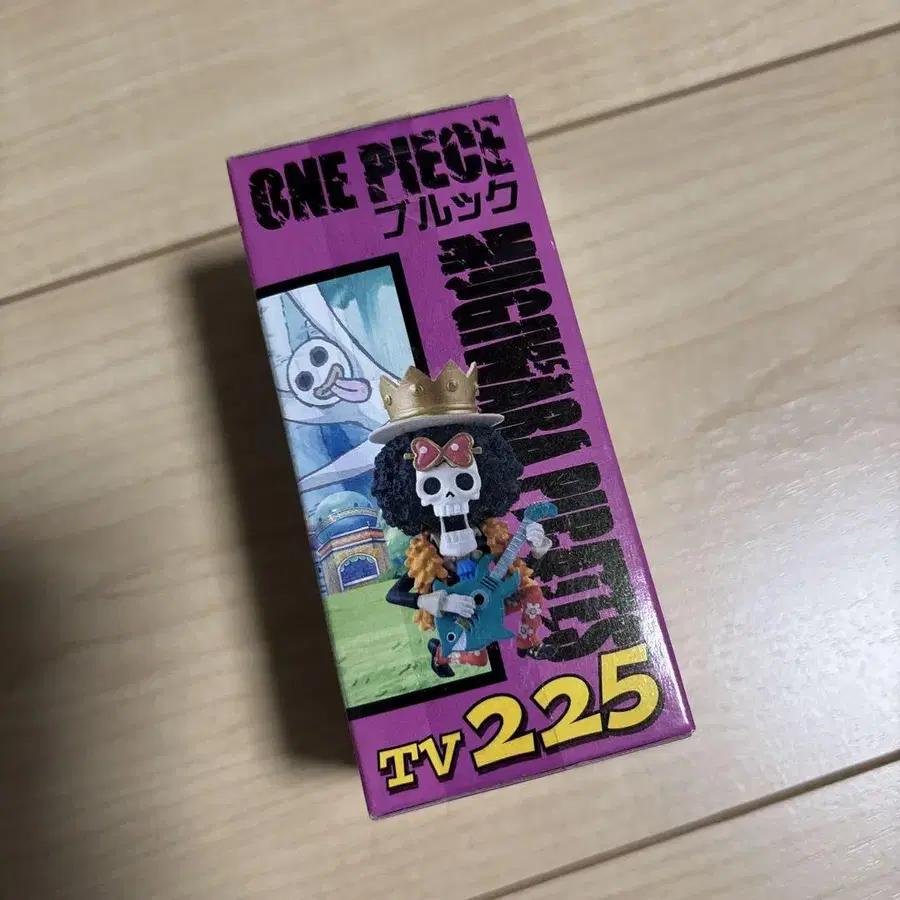 ONE PIECE
ブルック
MUGIWARA PIRATES
TV225